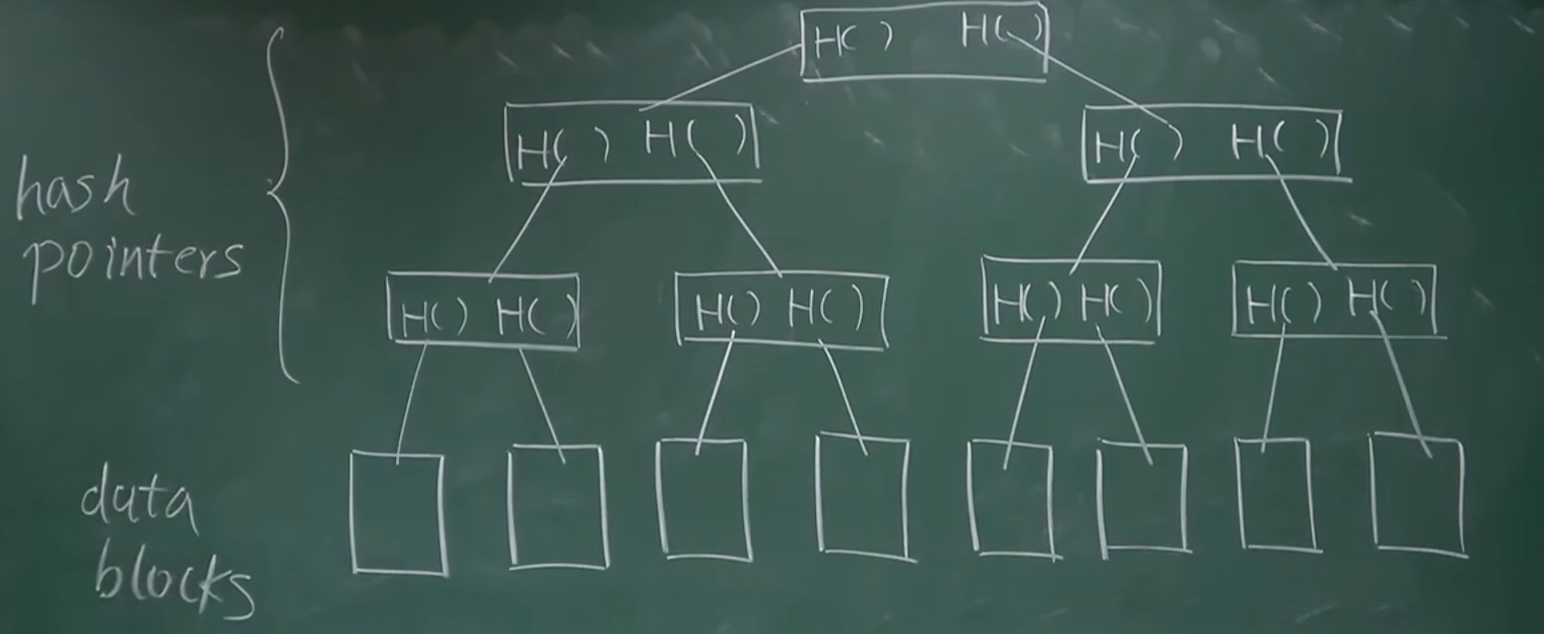 H( ) H( )
H( ) H( ) H( ) H( )
hash
pointers
H( ) H( ) H( ) H( ) H( ) H( ) H( ) H( )
data
blocks